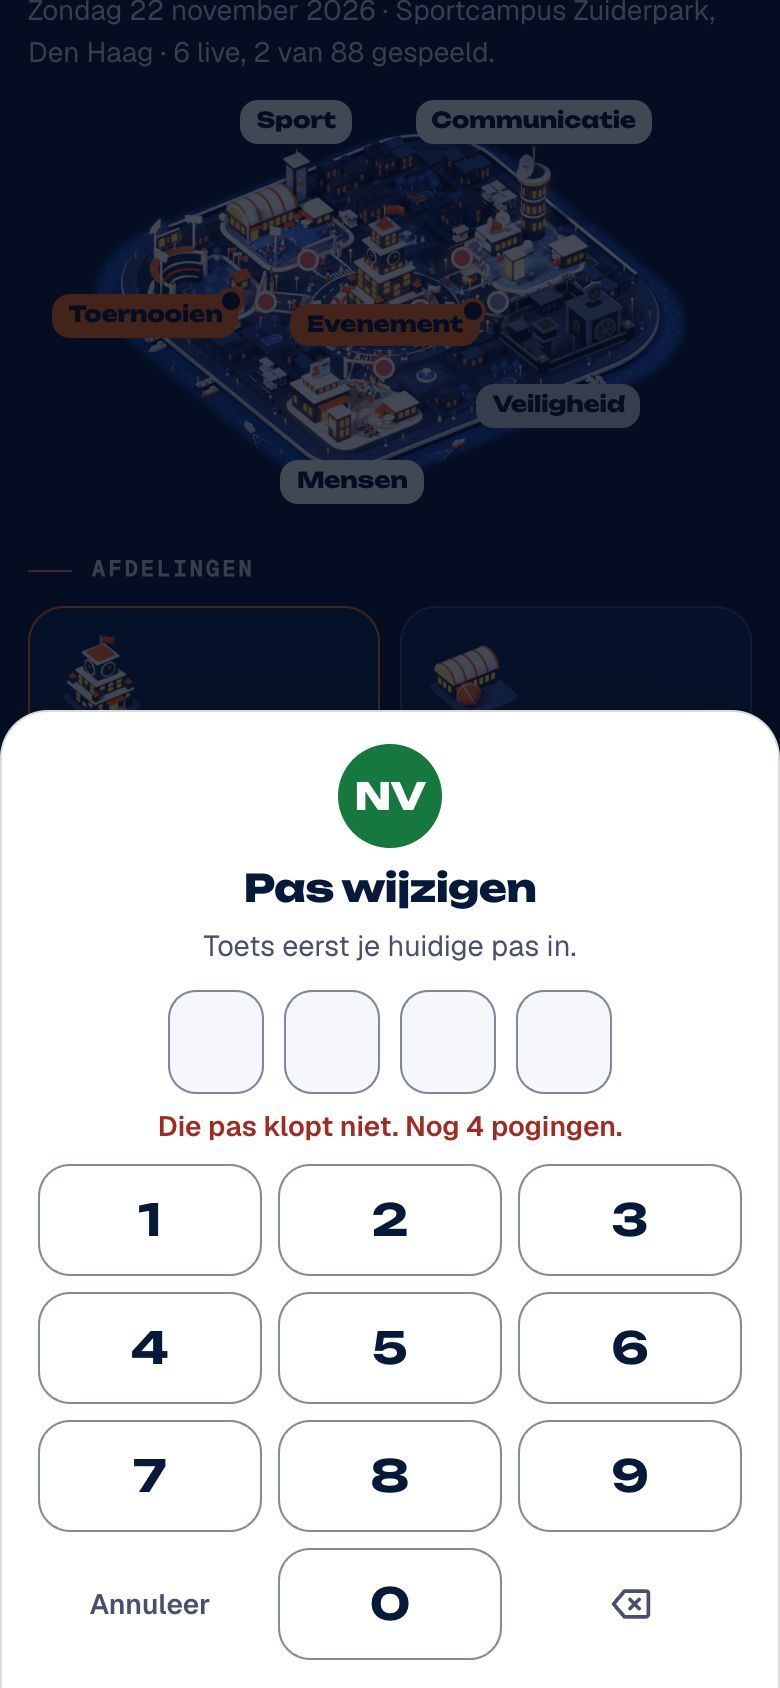 Zondag 22 november 2026 · Sportcampus Zuiderpark,
Den Haag · 6 live, 2 van 88 gespeeld.
Sport
Communicatie
Toernooien
Evenement
Veiligheid
Mensen
AFDELINGEN
NV
Pas wijzigen
Toets eerst je huidige pas in.
Die pas klopt niet. Nog 4 pogingen.
1 2 3
4 5 6
7 8 9
Annuleer 0